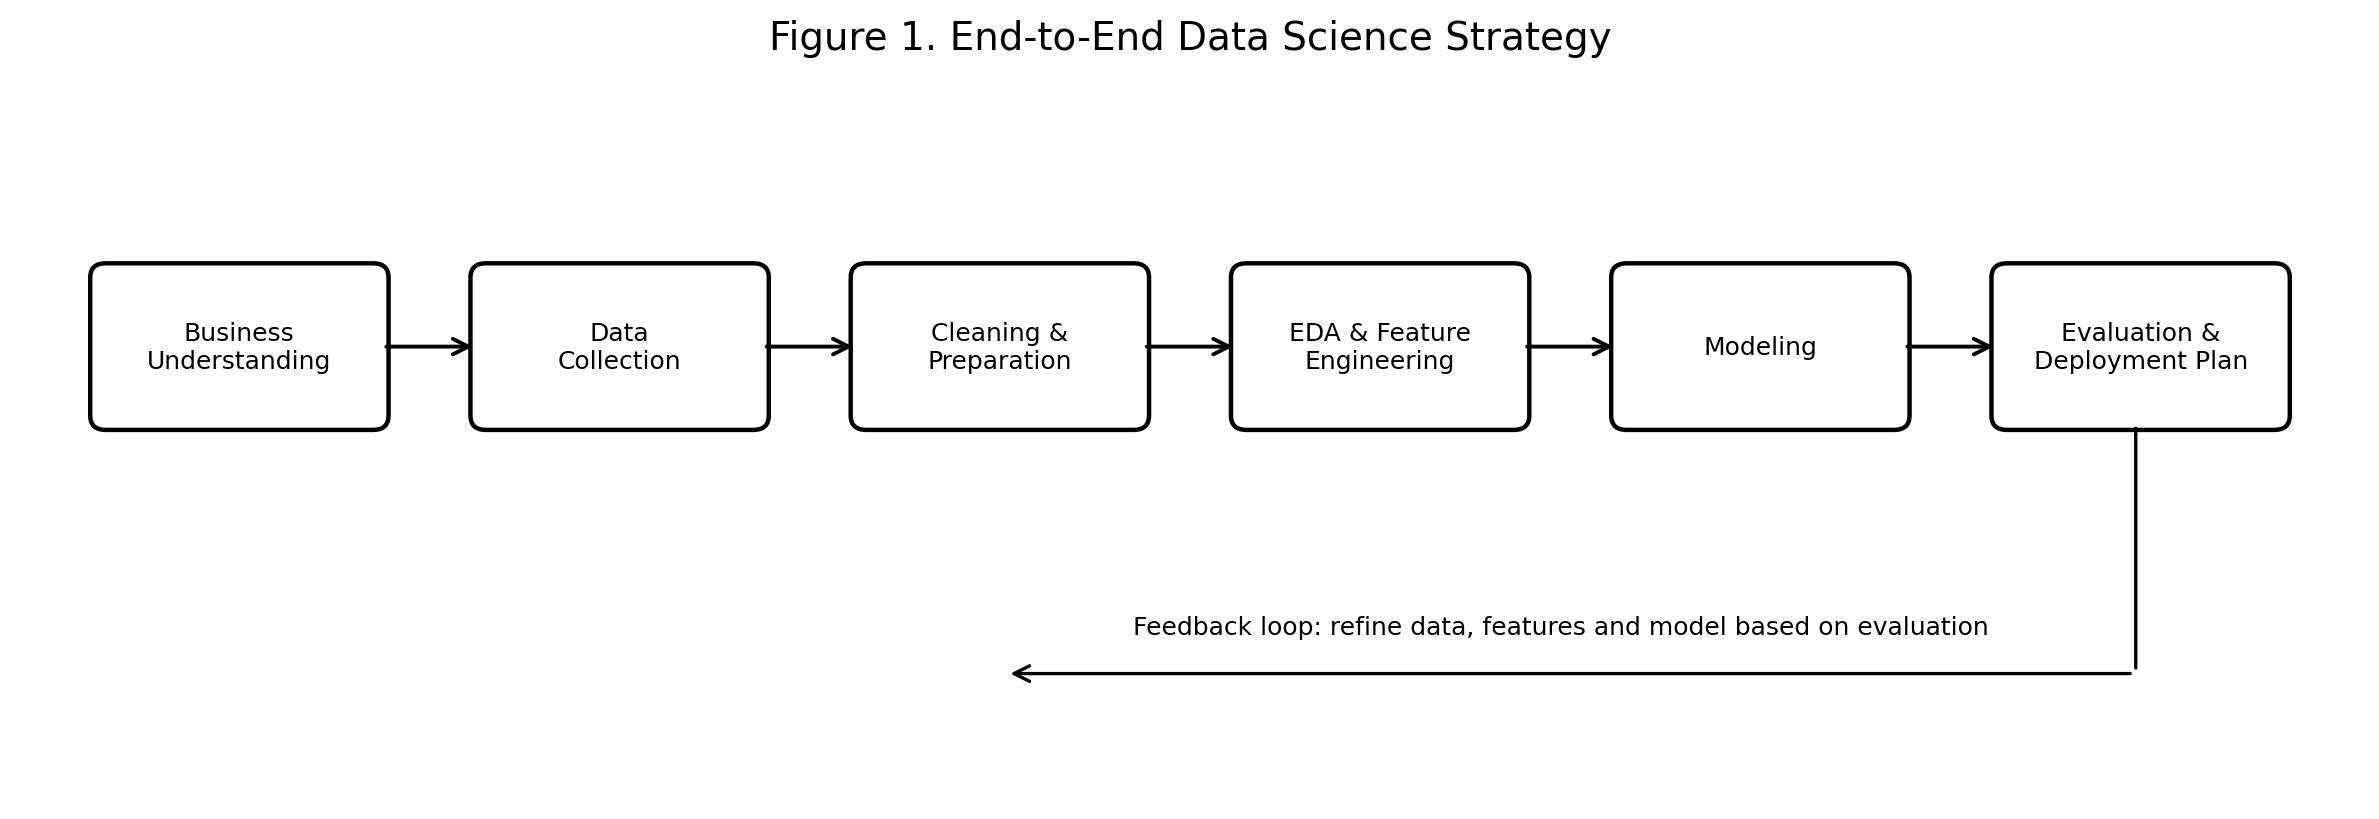 Figure 1. End-to-End Data Science Strategy
Business
Understanding
Data
Collection
Cleaning &
Preparation
EDA & Feature
Engineering
Modeling
Evaluation &
Deployment Plan
Feedback loop: refine data, features and model based on evaluation